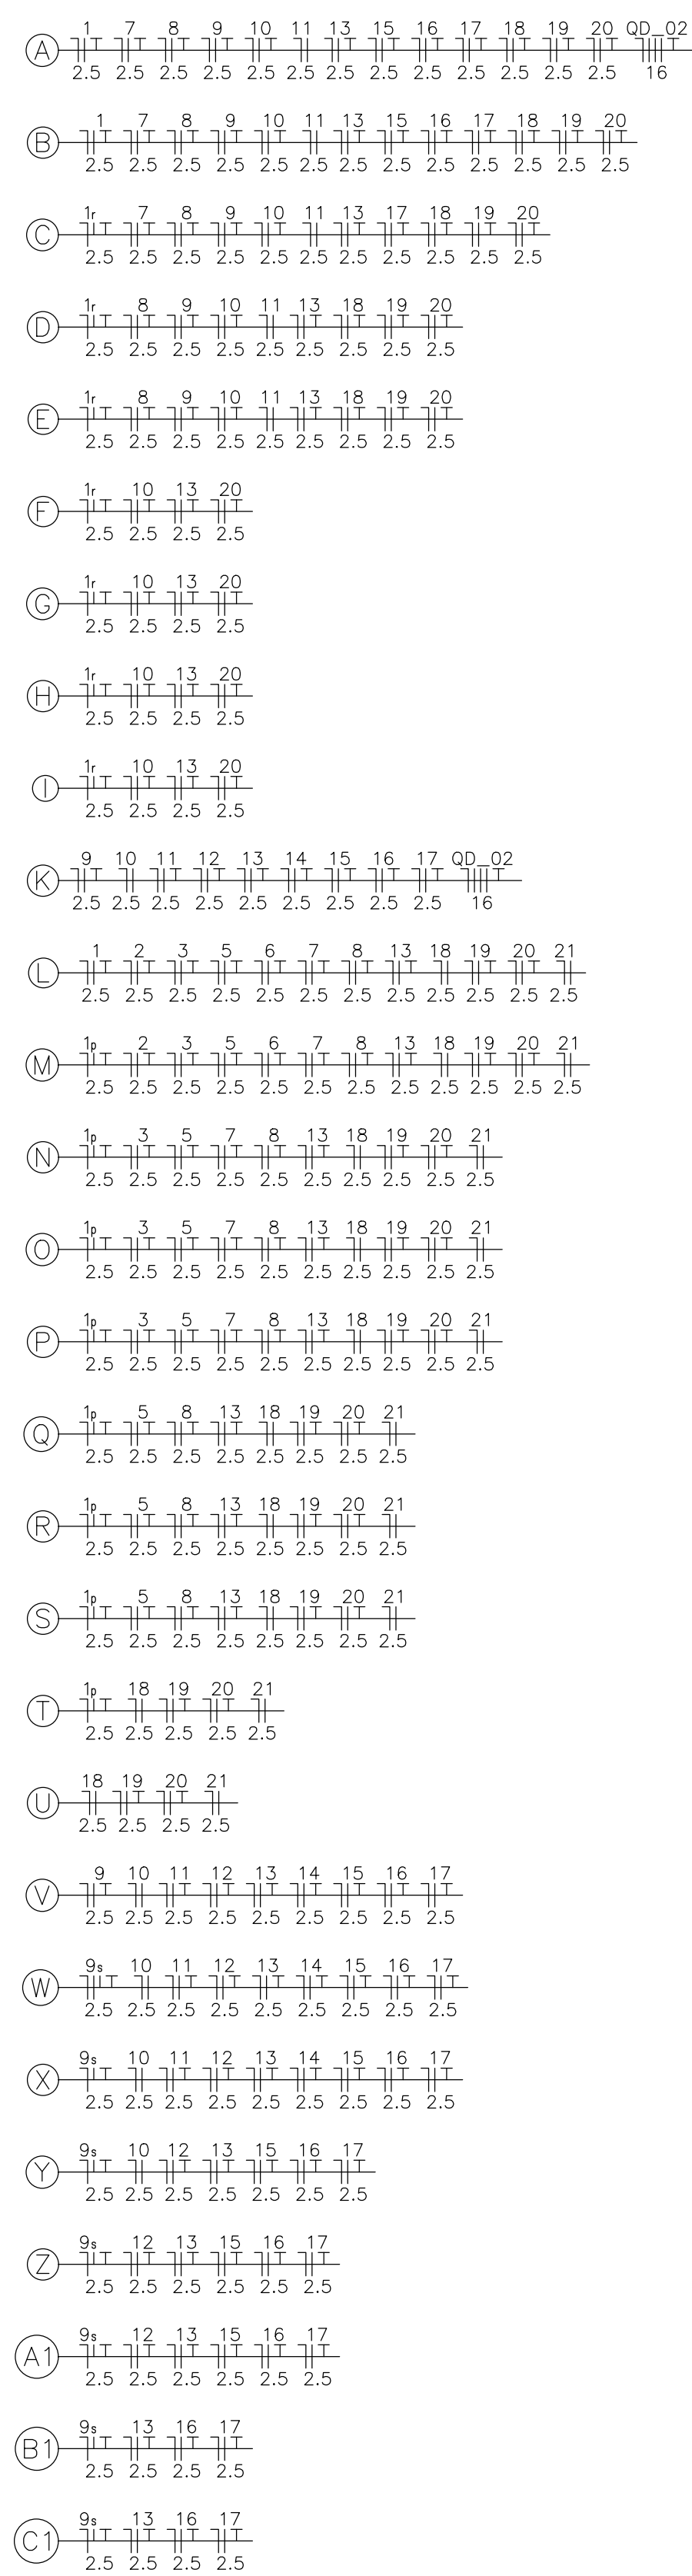 1 7 8 9 10 11 13 15 16 17 18 19 20 QD_02
A
2.5 2.5 2.5 2.5 2.5 2.5 2.5 2.5 2.5 2.5 2.5 2.5 2.5 16
1 7 8 9 10 11 13 15 16 17 18 19 20
B
2.5 2.5 2.5 2.5 2.5 2.5 2.5 2.5 2.5 2.5 2.5 2.5 2.5
1r 7 8 9 10 11 13 17 18 19 20
C
2.5 2.5 2.5 2.5 2.5 2.5 2.5 2.5 2.5 2.5 2.5
1r 8 9 10 11 13 18 19 20
D
2.5 2.5 2.5 2.5 2.5 2.5 2.5 2.5 2.5
1r 8 9 10 11 13 18 19 20
E
2.5 2.5 2.5 2.5 2.5 2.5 2.5 2.5 2.5
1r 10 13 20
F
2.5 2.5 2.5 2.5
1r 10 13 20
G
2.5 2.5 2.5 2.5
1r 10 13 20
H
2.5 2.5 2.5 2.5
1r 10 13 20
I
2.5 2.5 2.5 2.5
9 10 11 12 13 14 15 16 17 QD_02
K
2.5 2.5 2.5 2.5 2.5 2.5 2.5 2.5 2.5 16
1 2 3 5 6 7 8 13 18 19 20 21
L
2.5 2.5 2.5 2.5 2.5 2.5 2.5 2.5 2.5 2.5 2.5 2.5
1p 2 3 5 6 7 8 13 18 19 20 21
M
2.5 2.5 2.5 2.5 2.5 2.5 2.5 2.5 2.5 2.5 2.5 2.5
1p 3 5 7 8 13 18 19 20 21
N
2.5 2.5 2.5 2.5 2.5 2.5 2.5 2.5 2.5 2.5
1p 3 5 7 8 13 18 19 20 21
O
2.5 2.5 2.5 2.5 2.5 2.5 2.5 2.5 2.5 2.5
1p 3 5 7 8 13 18 19 20 21
P
2.5 2.5 2.5 2.5 2.5 2.5 2.5 2.5 2.5 2.5
1p 5 8 13 18 19 20 21
Q
2.5 2.5 2.5 2.5 2.5 2.5 2.5 2.5
1p 5 8 13 18 19 20 21
R
2.5 2.5 2.5 2.5 2.5 2.5 2.5 2.5
1p 5 8 13 18 19 20 21
S
2.5 2.5 2.5 2.5 2.5 2.5 2.5 2.5
1p 18 19 20 21
T
2.5 2.5 2.5 2.5 2.5
18 19 20 21
U
2.5 2.5 2.5 2.5
9 10 11 12 13 14 15 16 17
V
2.5 2.5 2.5 2.5 2.5 2.5 2.5 2.5 2.5
9s 10 11 12 13 14 15 16 17
W
2.5 2.5 2.5 2.5 2.5 2.5 2.5 2.5 2.5
9s 10 11 12 13 14 15 16 17
X
2.5 2.5 2.5 2.5 2.5 2.5 2.5 2.5 2.5
9s 10 12 13 15 16 17
Y
2.5 2.5 2.5 2.5 2.5 2.5 2.5
9s 12 13 15 16 17
Z
2.5 2.5 2.5 2.5 2.5 2.5
9s 12 13 15 16 17
A1
2.5 2.5 2.5 2.5 2.5 2.5
9s 13 16 17
B1
2.5 2.5 2.5 2.5
9s 13 16 17
C1
2.5 2.5 2.5 2.5